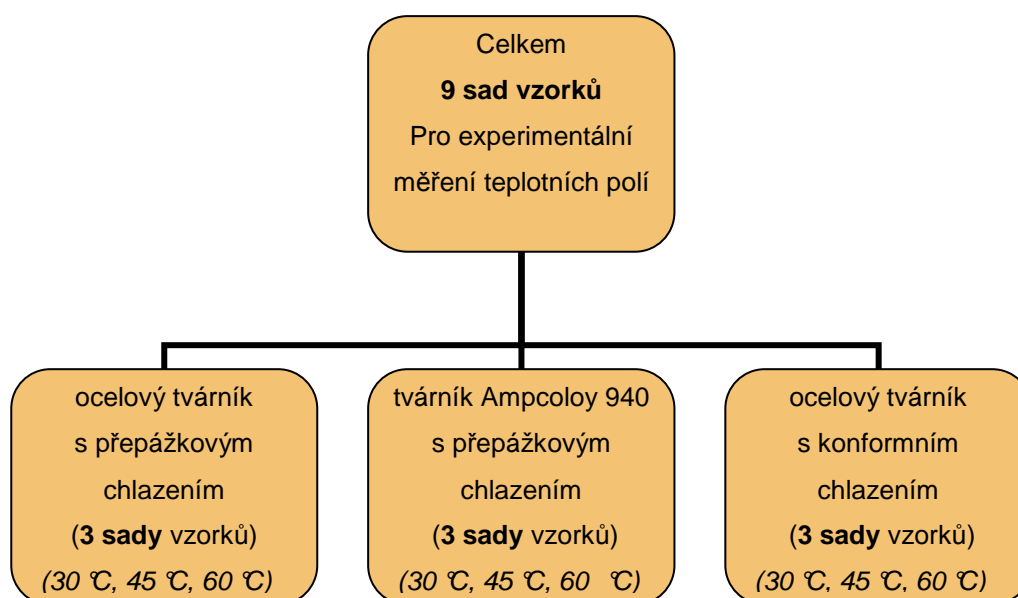 Celkem
9 sad vzorků
Pro experimentální
měření teplotních polí
ocelový tvárník
s přepážkovým
chlazením
(3 sady vzorků)
(30 °C, 45 °C, 60 °C)
tvárník Ampcoloy 940
s přepážkovým
chlazením
(3 sady vzorků)
(30 °C, 45 °C, 60 °C)
ocelový tvárník
s konformním
chlazením
(3 sady vzorků)
(30 °C, 45 °C, 60 °C)